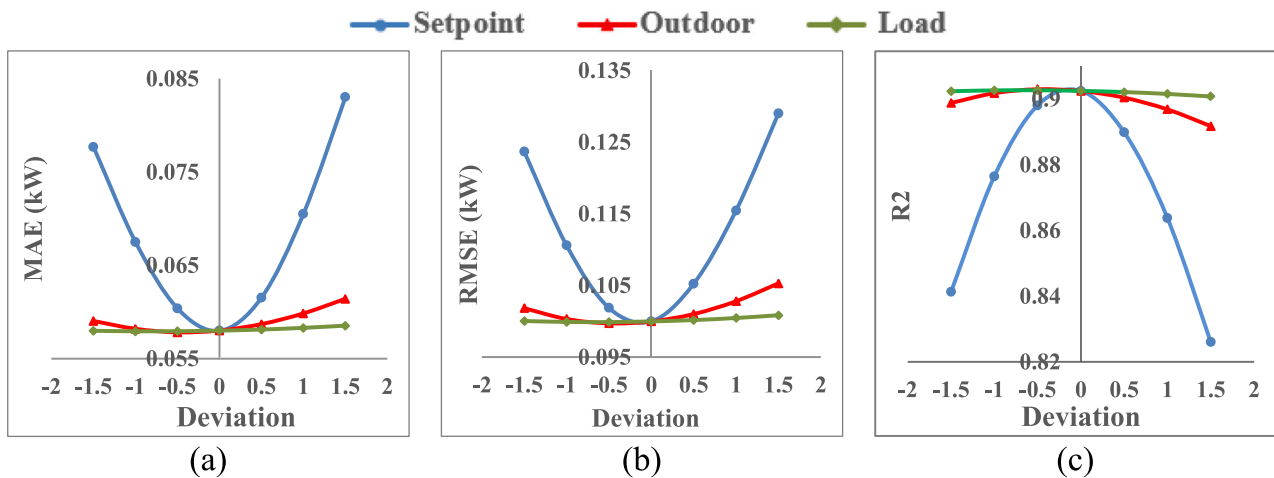 Setpoint Outdoor Load
0.085
0.075
0.065
0.055
MAE (kW)
-2 -1.5 -1 -0.5 0 0.5 1 1.5 2
Deviation
(a)
0.135
0.125
0.115
0.105
0.095
RMSE (kW)
-2 -1.5 -1 -0.5 0 0.5 1 1.5 2
Deviation
(b)
0.9
0.88
0.86
0.84
0.82
R2
-2 -1.5 -1 -0.5 0 0.5 1 1.5 2
Deviation
(c)